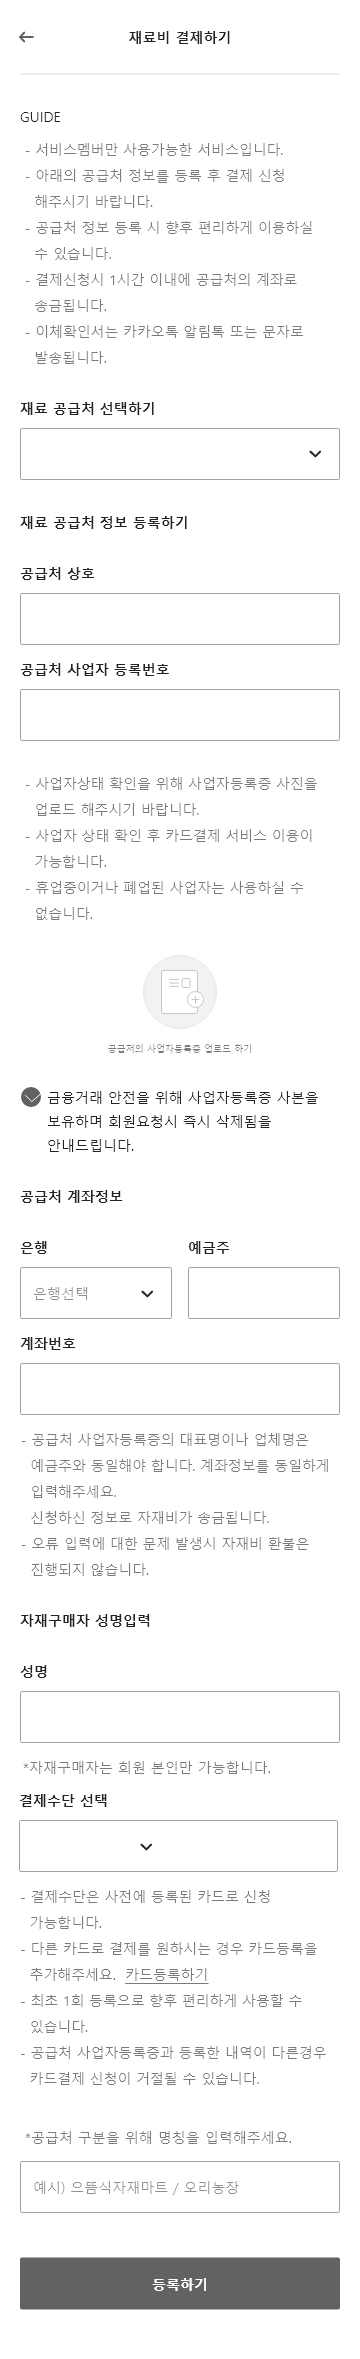 재료비 결제하기
GUIDE
- 서비스멤버만 사용가능한 서비스입니다.
- 아래의 공급처 정보를 등록 후 결제 신청
해주시기 바랍니다.
- 공급처 정보 등록 시 향후 편리하게 이용하실
수 있습니다.
- 결제신청시 1시간 이내에 공급처의 계좌로
송금됩니다.
- 이체확인서는 카카오톡 알림톡 또는 문자로
발송됩니다.
재료 공급처 선택하기
재료 공급처 정보 등록하기
공급처 상호
공급처 사업자 등록번호
- 사업자상태 확인을 위해 사업자등록증 사진을
업로드 해주시기 바랍니다.
- 사업자 상태 확인 후 카드결제 서비스 이용이
가능합니다.
- 휴업중이거나 폐업된 사업자는 사용하실 수
없습니다.
공급처의 사업자등록증 업로드 하기
금융거래 안전을 위해 사업자등록증 사본을
보유하며 회원요청시 즉시 삭제됨을
안내드립니다.
공급처 계좌정보
은행 예금주
은행선택
계좌번호
- 공급처 사업자등록증의 대표명이나 업체명은
예금주와 동일해야 합니다. 계좌정보를 동일하게
입력해주세요.
신청하신 정보로 자재비가 송금됩니다.
- 오류 입력에 대한 문제 발생시 자재비 환불은
진행되지 않습니다.
자재구매자 성명입력
성명
*자재구매자는 회원 본인만 가능합니다.
결제수단 선택
- 결제수단은 사전에 등록된 카드로 신청
가능합니다.
- 다른 카드로 결제를 원하시는 경우 카드등록을
추가해주세요. 카드등록하기
- 최초 1회 등록으로 향후 편리하게 사용할 수
있습니다.
- 공급처 사업자등록증과 등록한 내역이 다른경우
카드결제 신청이 거절될 수 있습니다.
*공급처 구분을 위해 명칭을 입력해주세요.
예시) 으뜸식자재마트 / 오리농장
등록하기